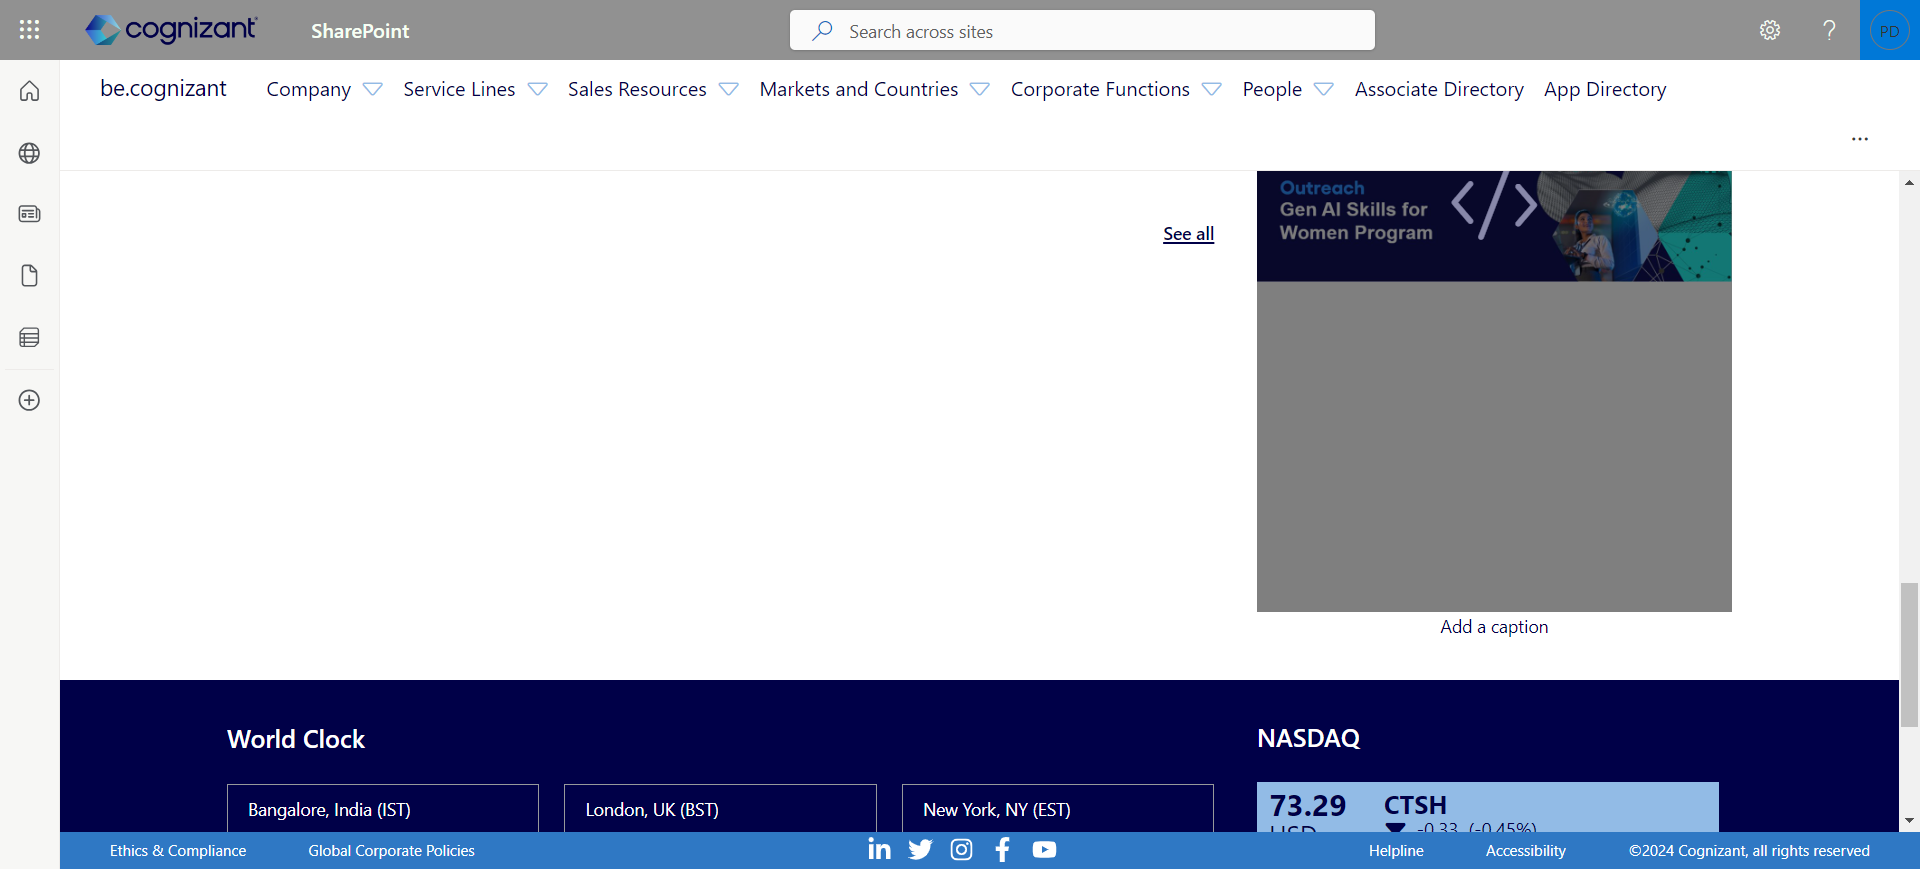 cognizant
SharePoint
Search across sites
PD
be.cognizant
Company
Service Lines
Sales Resources
Markets and Countries
Corporate Functions
People
Associate Directory
App Directory
...
See all
Outreach
Gen AI Skills for
Women Program
</>
Add a caption
World Clock
NASDAQ
Bangalore, India (IST)
London, UK (BST)
New York, NY (EST)
73.29
CTSH
USD
-0.33 (-0.45%)
Ethics & Compliance
Global Corporate Policies
Helpline
Accessibility
©2024 Cognizant, all rights reserved